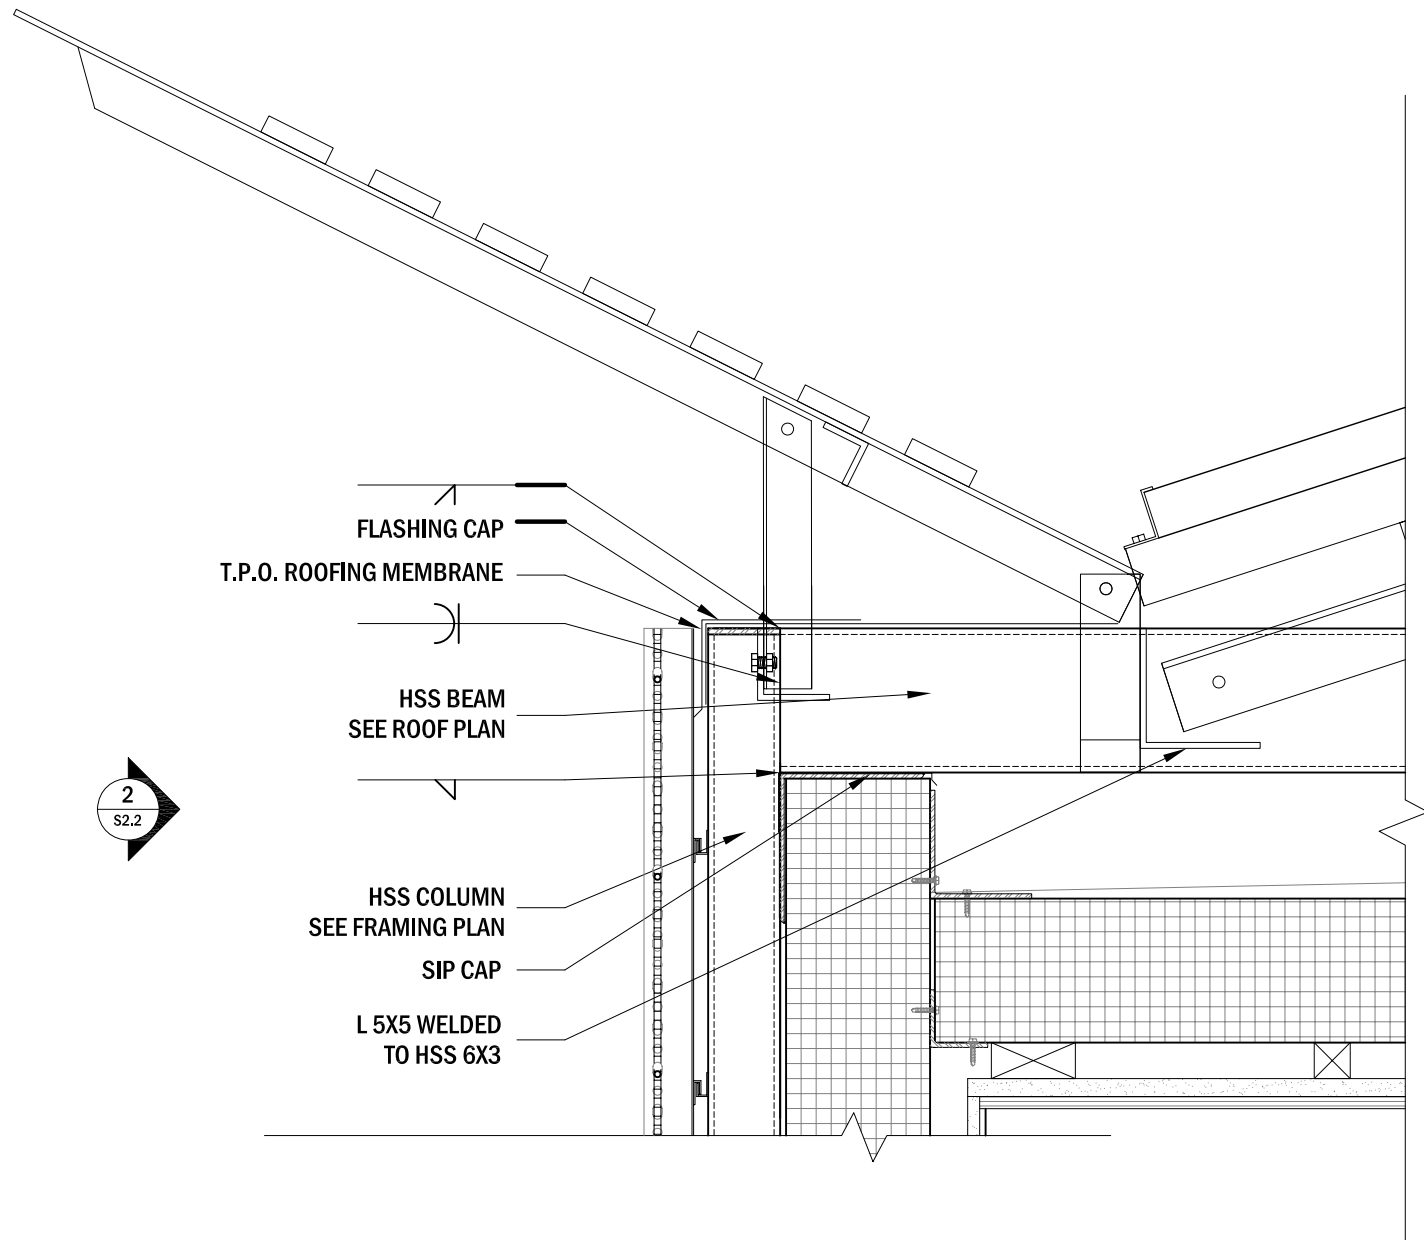 FLASHING CAP
T.P.O. ROOFING MEMBRANE
HSS BEAM
SEE ROOF PLAN
2
S2.2
HSS COLUMN
SEE FRAMING PLAN
SIP CAP
L 5X5 WELDED
TO HSS 6X3